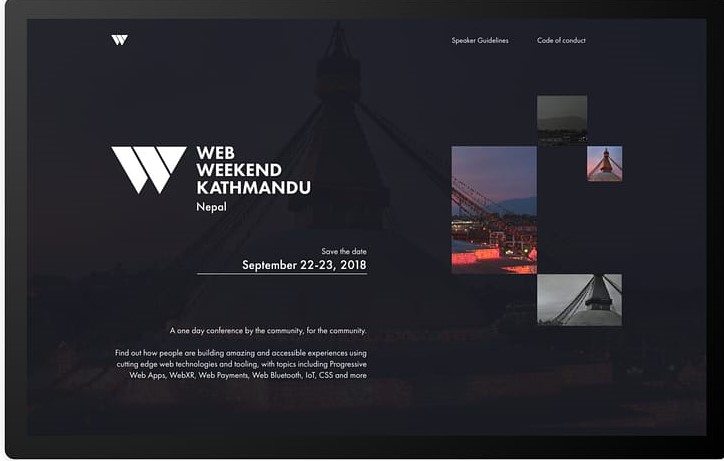 Speaker Guidelines
Code of conduct
WEB
WEEKEND
KATHMANDU
Nepal
Save the date
September 22-23, 2018
A one day conference by the community, for the community.
Find out how people are building amazing and accessible experiences using
cutting edge web technologies and tooling, with topics including Progressive
Web Apps, WebXR, Web Payments, Web Bluetooth, IoT, CSS and more